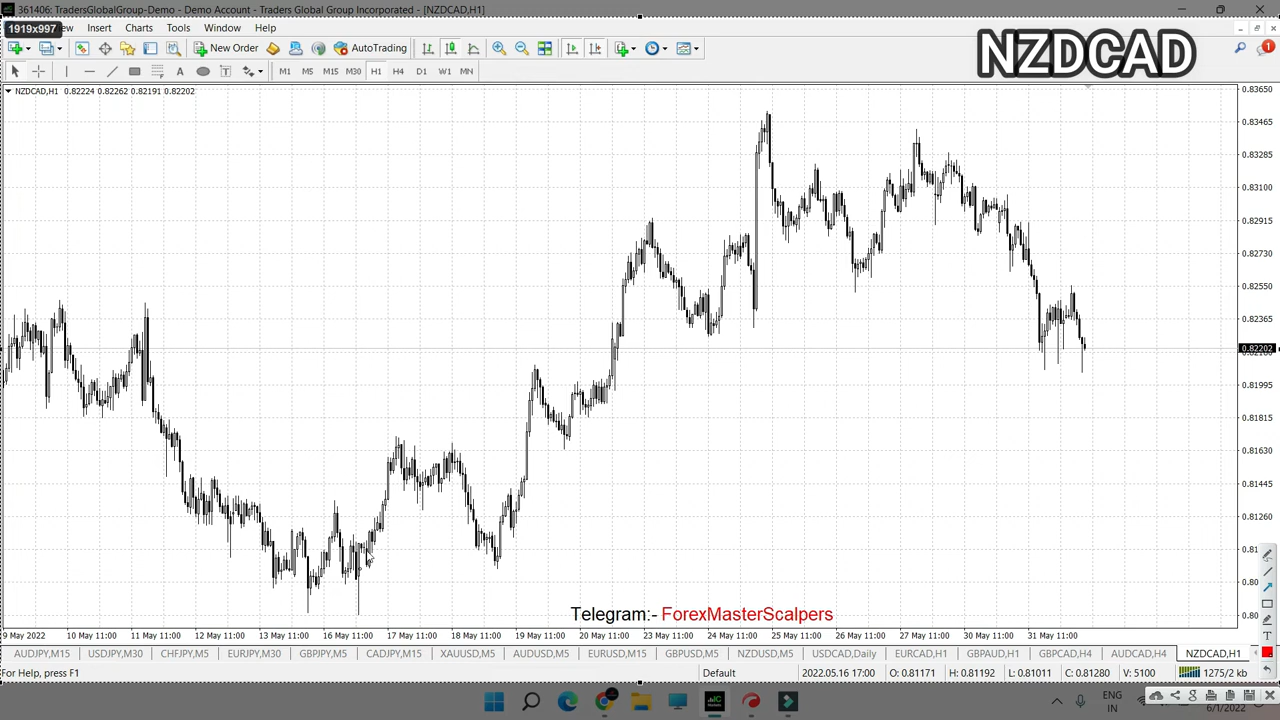 361406: TradersGlobalGroup-Demo - Demo Account - Traders Global Group Incorporated - [NZDCAD,H1]
1919x997
Insert Charts Tools Window Help
New Order AutoTrading
M1 M5 M15 M30 H1 H4 D1 W1 MN
NZDCAD
1
NZDCAD,H1 0.82224 0.82262 0.82191 0.82202
0.83650
0.83465
0.83285
0.83100
0.82915
0.82730
0.82550
0.82365
0.82202
0.81995
0.81815
0.81630
0.81445
0.81260
Telegram:- ForexMasterScalpers
9 May 2022 10 May 11:00 11 May 11:00 12 May 11:00 13 May 11:00 16 May 11:00 17 May 11:00 18 May 11:00 19 May 11:00 20 May 11:00 23 May 11:00 24 May 11:00 25 May 11:00 26 May 11:00 27 May 11:00 30 May 11:00 31 May 11:00
AUDJPY,M15 USDJPY,M30 CHFJPY,M5 EURJPY,M30 GBPJPY,M5 CADJPY,M15 XAUUSD,M5 AUDUSD,M5 EURUSD,M15 GBPUSD,M5 NZDUSD,M5 USDCAD,Daily EURCAD,H1 GBPAUD,H1 GBPCAD,H4 AUDCAD,H4 NZDCAD,H1
For Help, press F1 Default 2022.05.16 17:00 O: 0.81171 H: 0.81192 L: 0.81011 C: 0.81280 V: 5100 1275/2 kb
ENG
IN
6/1/2022